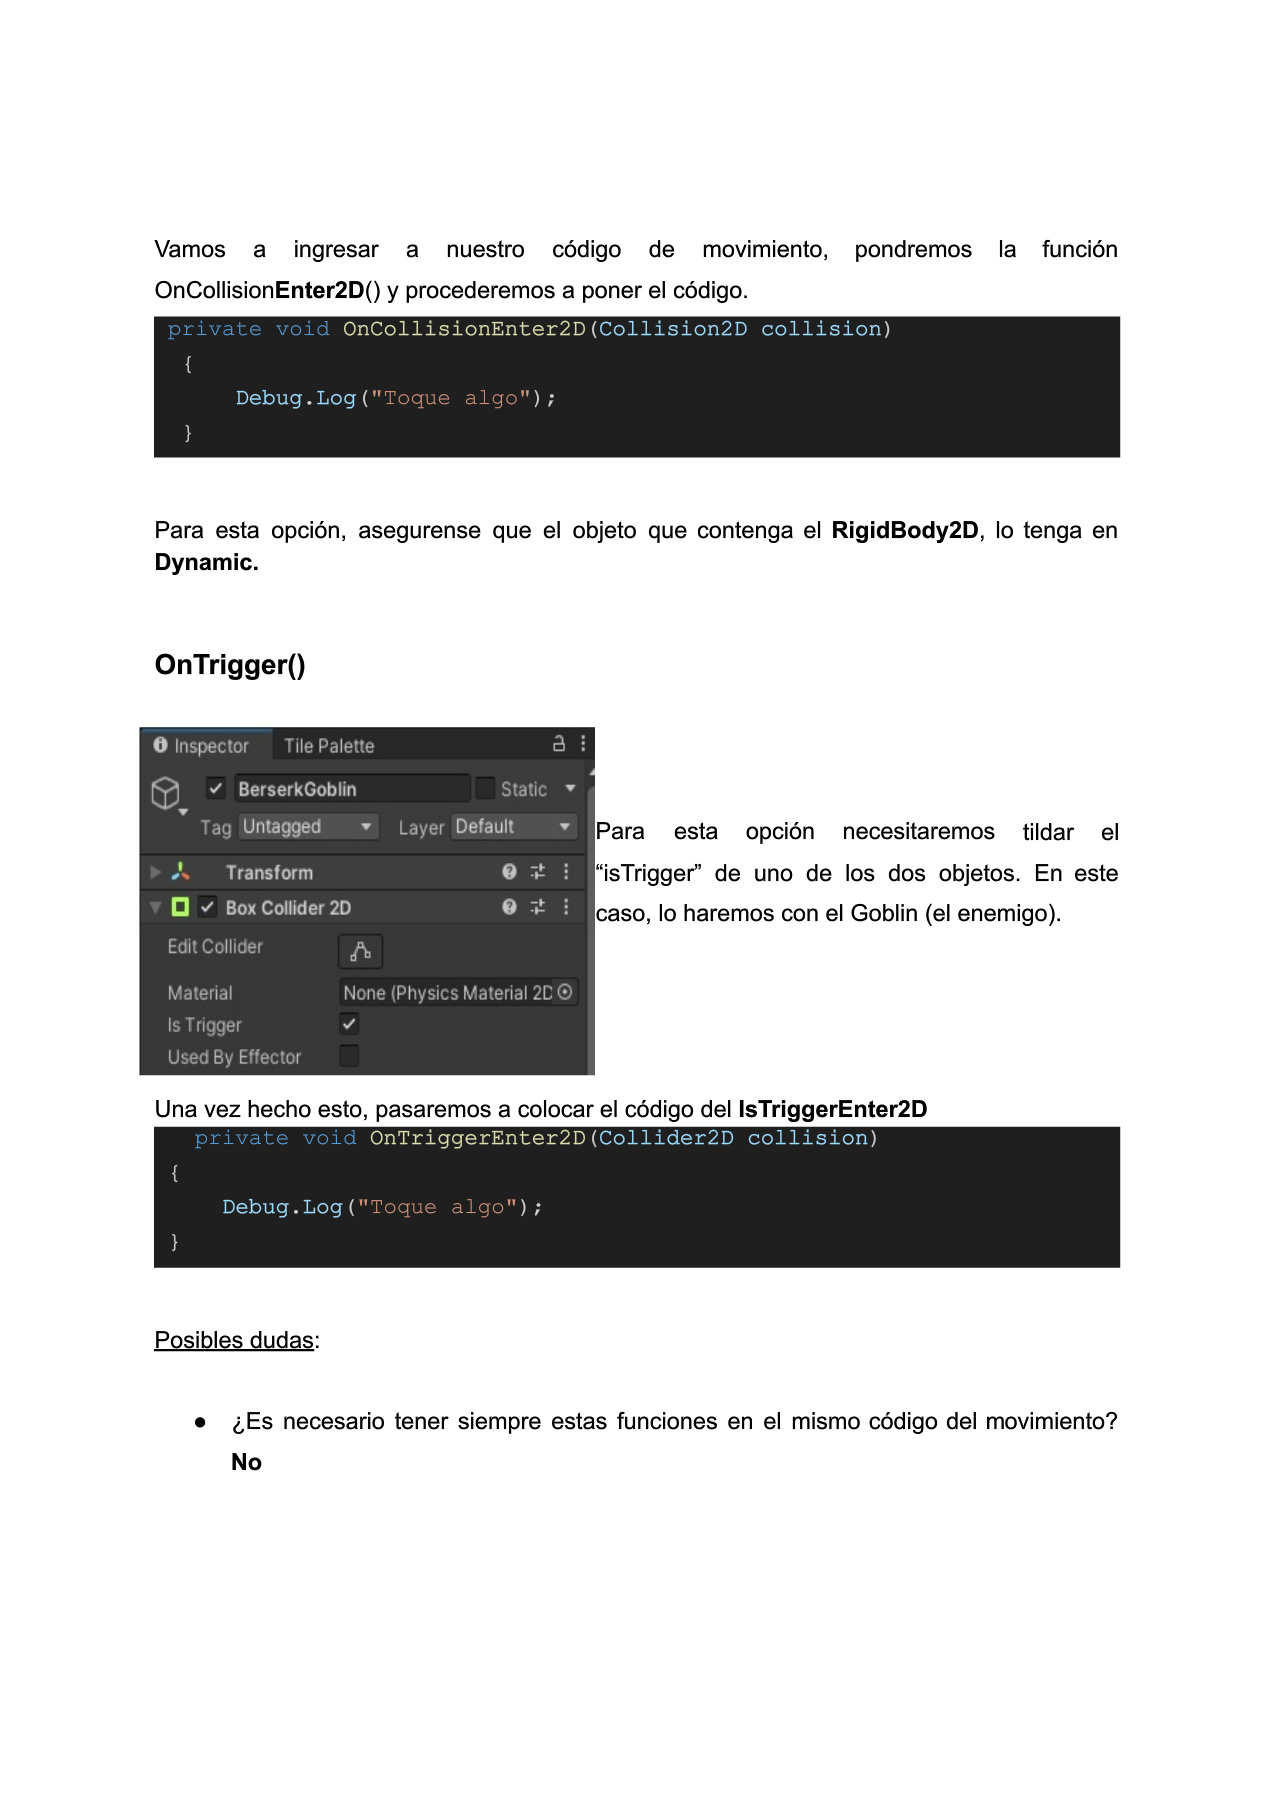 Vamos a ingresar a nuestro código de movimiento, pondremos la función
OnCollisionEnter2D() y procederemos a poner el código.
private void OnCollisionEnter2D(Collision2D collision)
{
Debug.Log("Toque algo");
}
Para esta opción, asegurense que el objeto que contenga el RigidBody2D, lo tenga en
Dynamic.
OnTrigger()
Inspector Tile Palette
BerserkGoblin Static
Tag Untagged Layer Default
Transform
Box Collider 2D
Edit Collider
Material None (Physics Material 2D
Is Trigger
Used By Effector
Para esta opción necesitaremos tildar el
“isTrigger” de uno de los dos objetos. En este
caso, lo haremos con el Goblin (el enemigo).
Una vez hecho esto, pasaremos a colocar el código del IsTriggerEnter2D
private void OnTriggerEnter2D(Collider2D collision)
{
Debug.Log("Toque algo");
}
Posibles dudas:
● ¿Es necesario tener siempre estas funciones en el mismo código del movimiento?
No